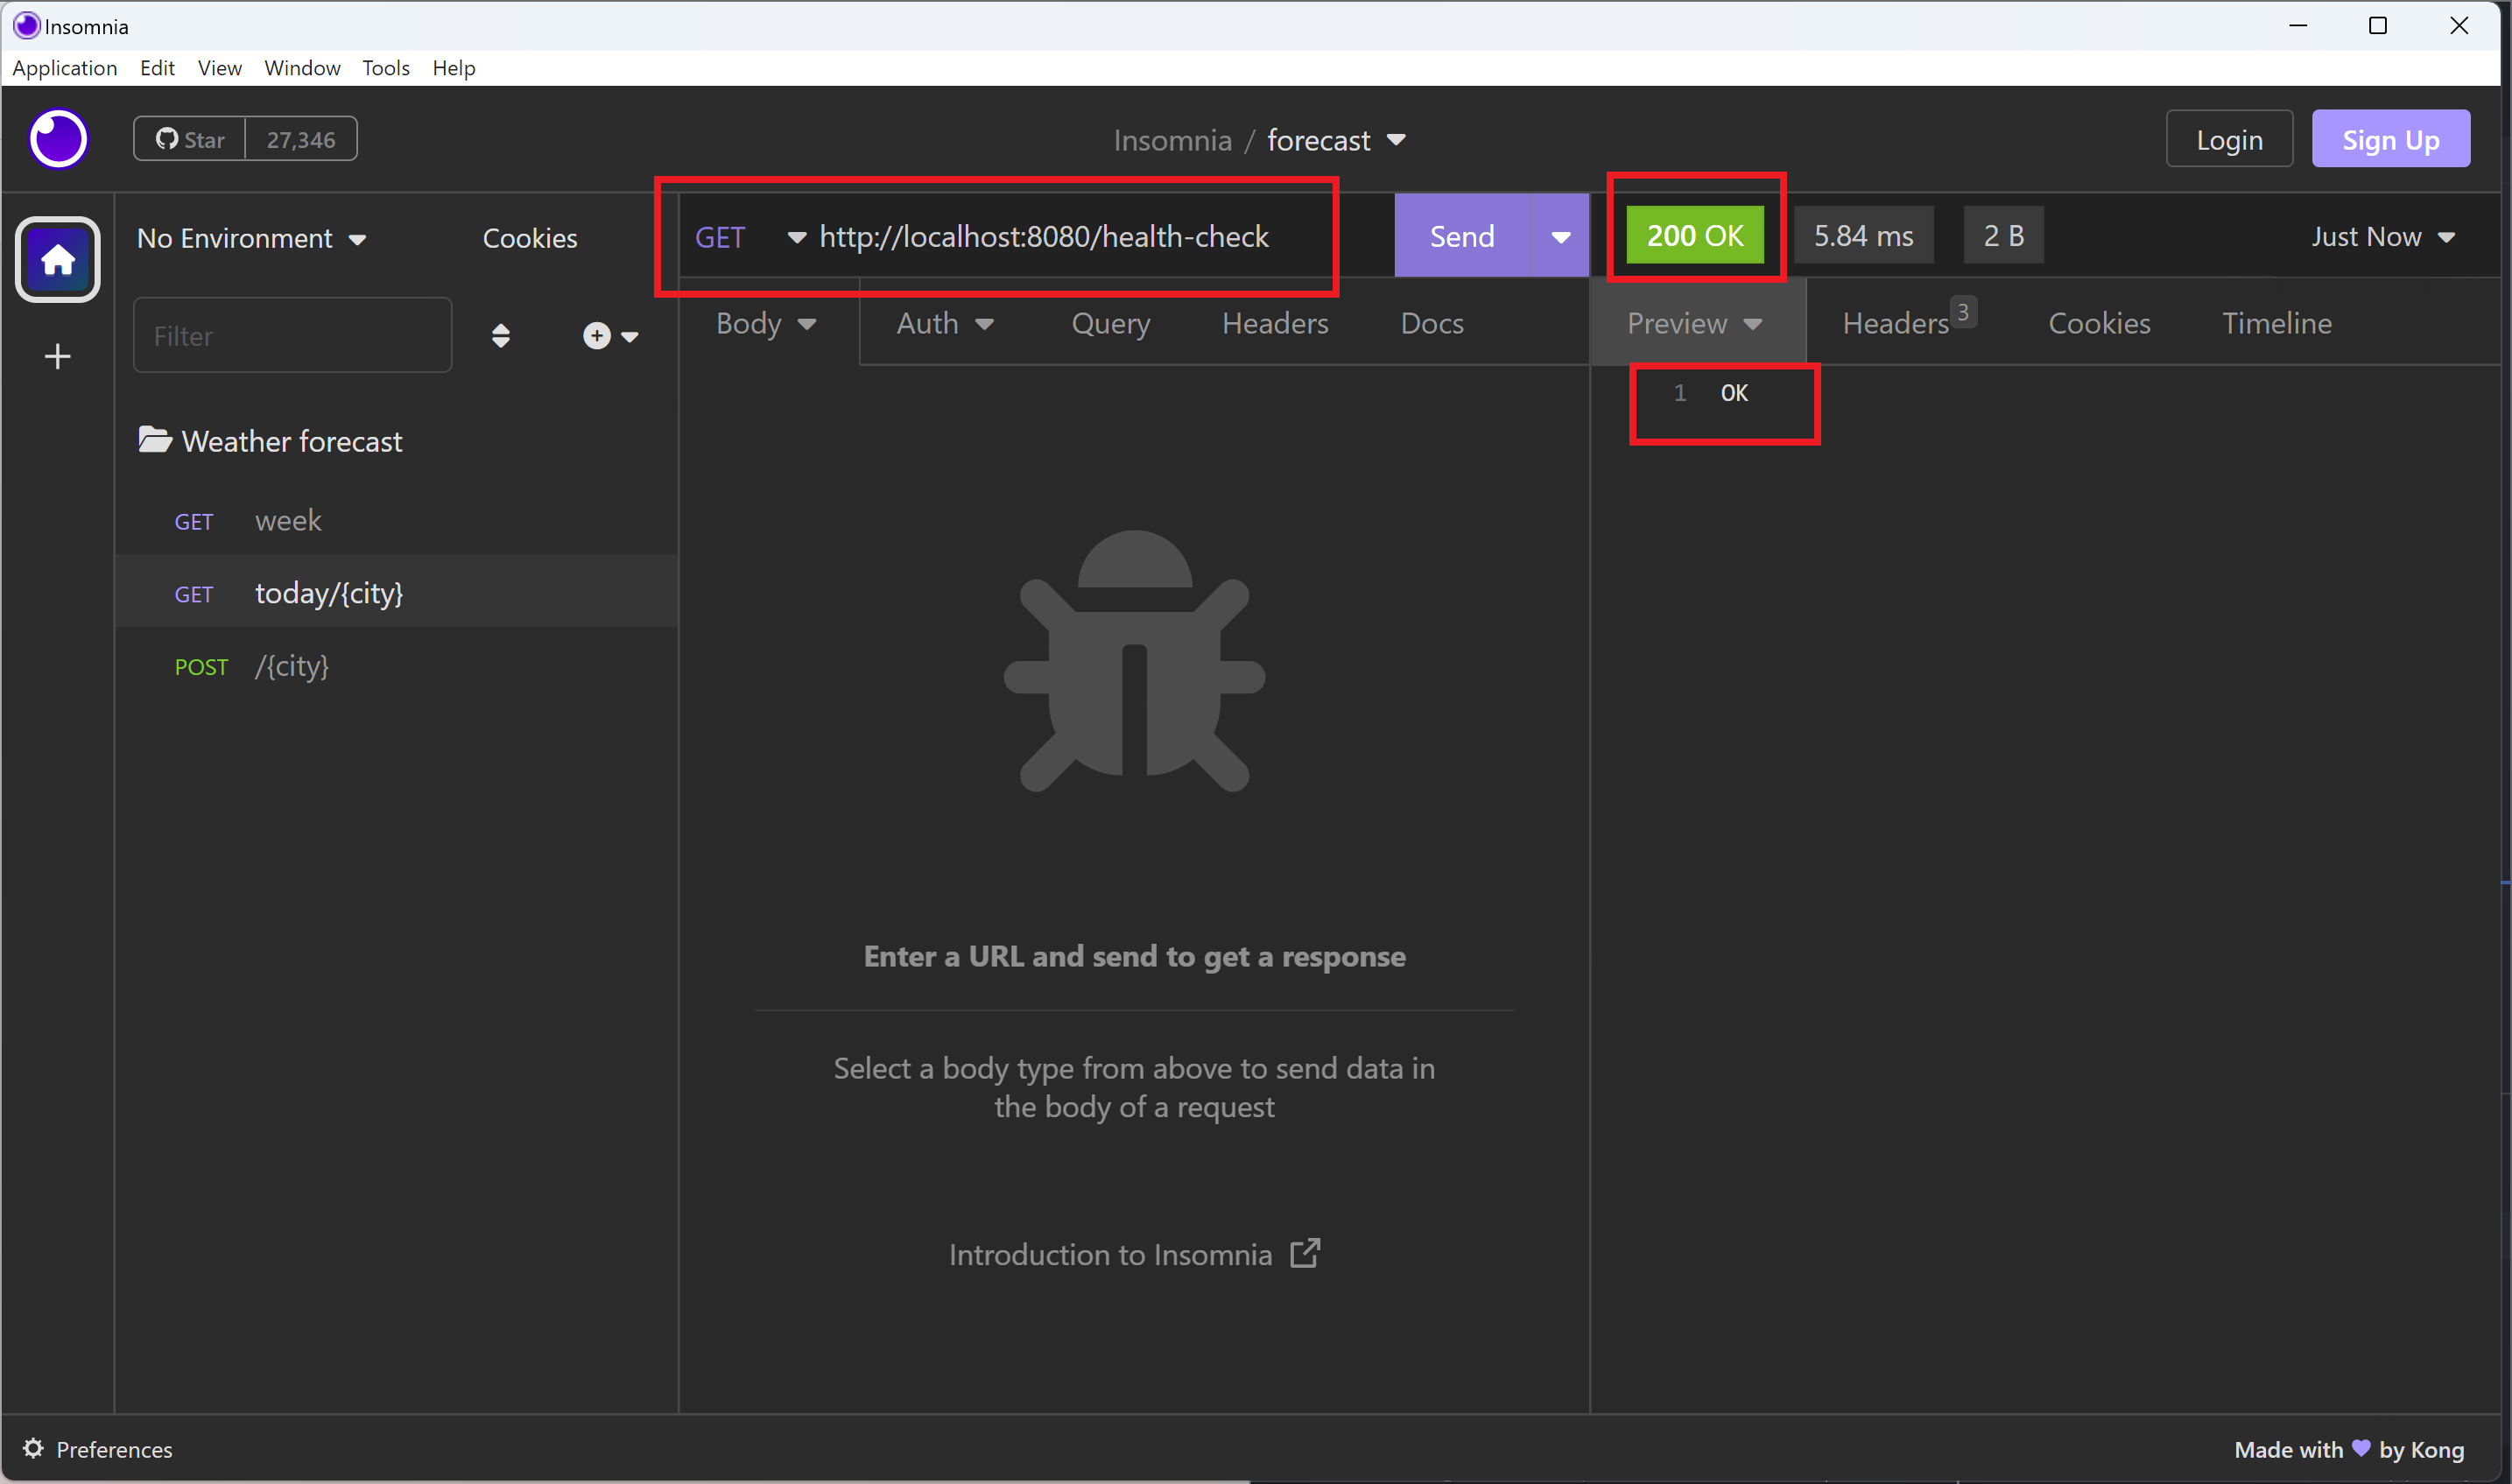 Insomnia
Application Edit View Window Tools Help
Star 27,346
Insomnia / forecast
Login Sign Up
No Environment Cookies
GET http://localhost:8080/health-check Send
200 OK 5.84 ms 2 B Just Now
Filter
Body Auth Query Headers Docs
Preview Headers 3 Cookies Timeline
1 OK
Weather forecast
GET week
GET today/{city}
POST /{city}
Enter a URL and send to get a response
Select a body type from above to send data in
the body of a request
Introduction to Insomnia
Preferences
Made with 💜 by Kong